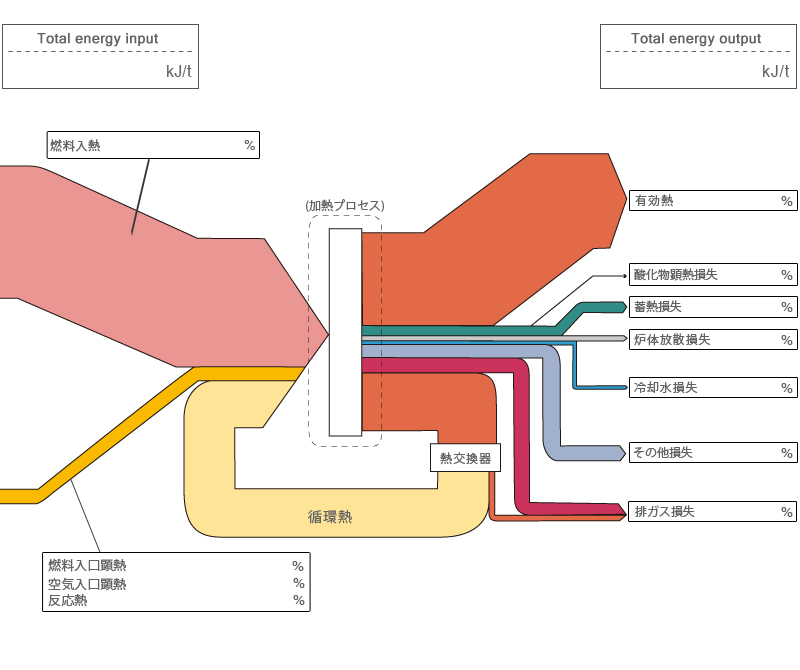 Total energy input
kJ/t
Total energy output
kJ/t
燃料入熱 %
(加熱プロセス)
有効熱 %
酸化物顕熱損失 %
蓄熱損失 %
炉体放散損失 %
冷却水損失 %
その他損失 %
熱交換器
排ガス損失 %
循環熱
燃料入口顕熱 %
空気入口顕熱 %
反応熱 %